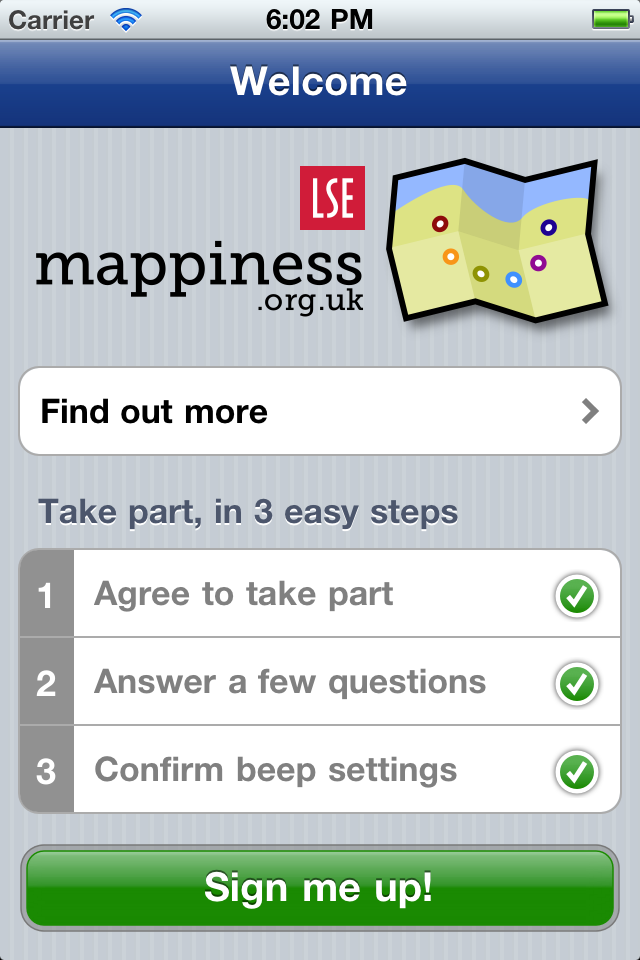 Carrier 6:02 PM
Welcome
LSE
mappiness
.org.uk
Find out more
Take part, in 3 easy steps
1 Agree to take part
2 Answer a few questions
3 Confirm beep settings
Sign me up!